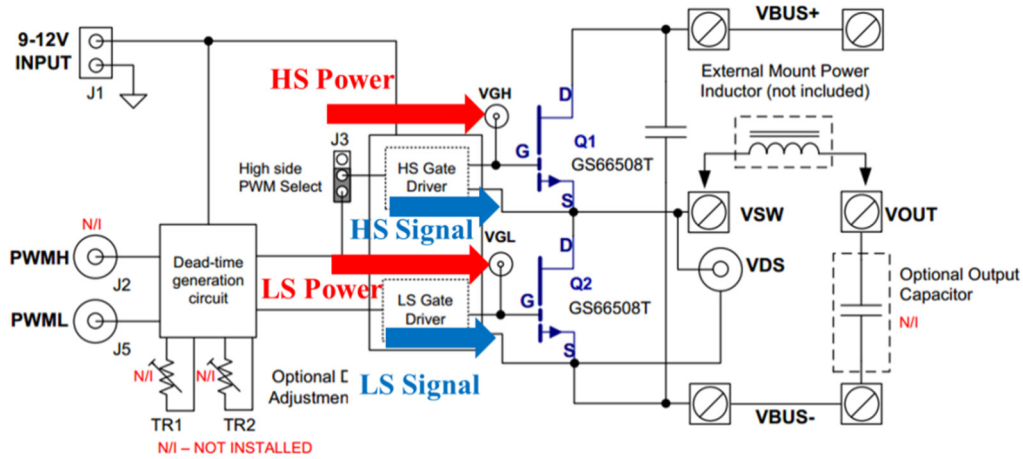 9-12V
INPUT
J1
HS Power
VGH
J3
High side
PWM Select
HS Gate
Driver
HS Signal
D
G
S
Q1
GS66508T
VBUS+
External Mount Power
Inductor (not included)
VSW
VOUT
VDS
N/I
PWMH
J2
PWML
J5
Dead-time
generation
circuit
VGL
LS Power
LS Gate
Driver
LS Signal
D
G
S
Q2
GS66508T
Optional Output
Capacitor
N/I
N/I
N/I
TR1
TR2
Optional D
Adjustmen
VBUS-
N/I – NOT INSTALLED